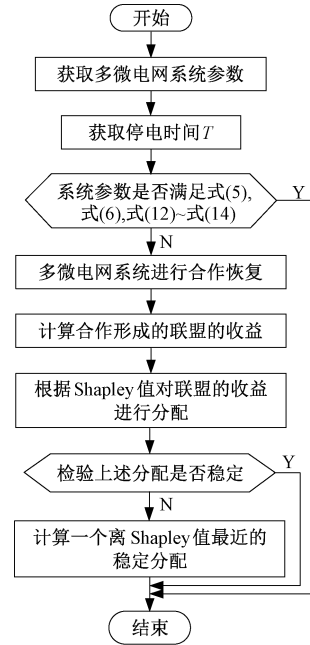 开始
获取多微电网系统参数
获取停电时间T
系统参数是否满足式(5),
式(6),式(12)~式(14)
Y
N
多微电网系统进行合作恢复
计算合作形成的联盟的收益
根据Shapley值对联盟的收益
进行分配
检验上述分配是否稳定
Y
N
计算一个离Shapley值最近的
稳定分配
结束